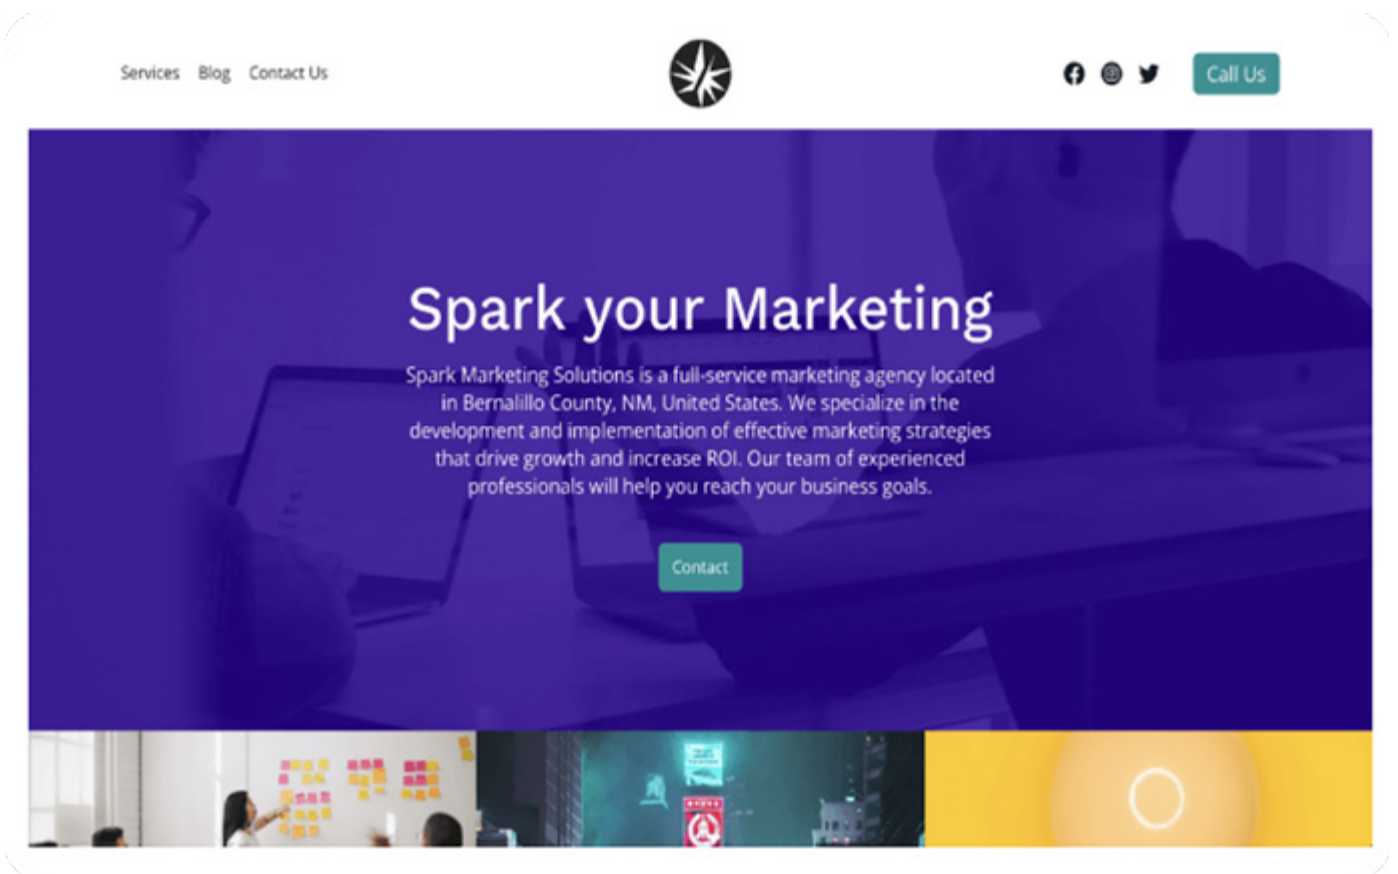 Services Blog Contact Us
Call Us
Spark your Marketing
Spark Marketing Solutions is a full-service marketing agency located
in Bernalillo County, NM, United States. We specialize in the
development and implementation of effective marketing strategies
that drive growth and increase ROI. Our team of experienced
professionals will help you reach your business goals.
Contact